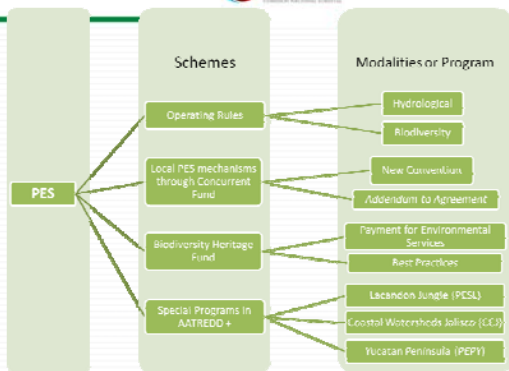 Schemes
Modalities or Program
PES
Operating Rules
Hydrological
Biodiversity
Local PES mechanisms
through Concurrent
Fund
New Convention
Addendum to Agreement
Biodiversity Heritage
Fund
Payment for Environmental
Services
Best Practices
Special Programs in
AATREDD +
Lacandon Jungle (PESL)
Coastal Watersheds Jalisco (CCJ)
Yucatan Peninsula (PEPY)